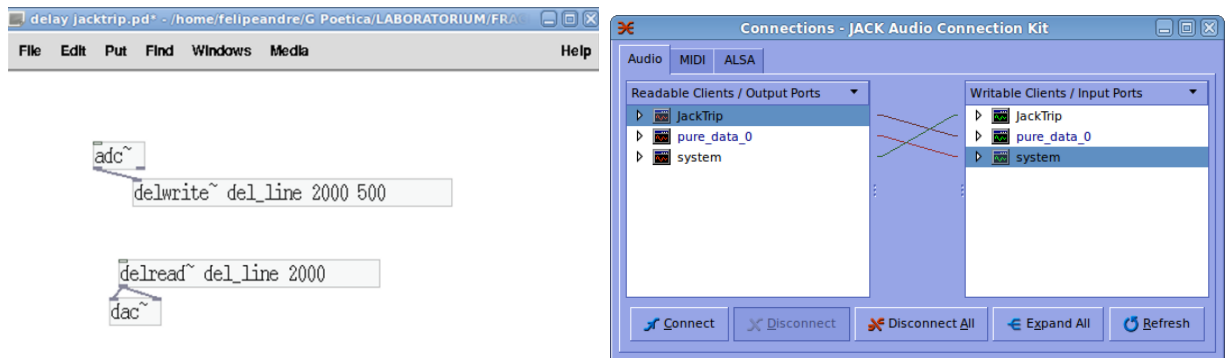 delay jacktrip.pd* - /home/felipeandre/G Poetica/LABORATORIUM/FRA
File Edit Put Find Windows Media Help
adc~
delwrite~ del_line 2000 500
delread~ del_line 2000
dac~
Connections - JACK Audio Connection Kit
Audio MIDI ALSA
Readable Clients / Output Ports
JackTrip
pure_data_0
system
Writable Clients / Input Ports
JackTrip
pure_data_0
system
Connect Disconnect Disconnect All Expand All Refresh